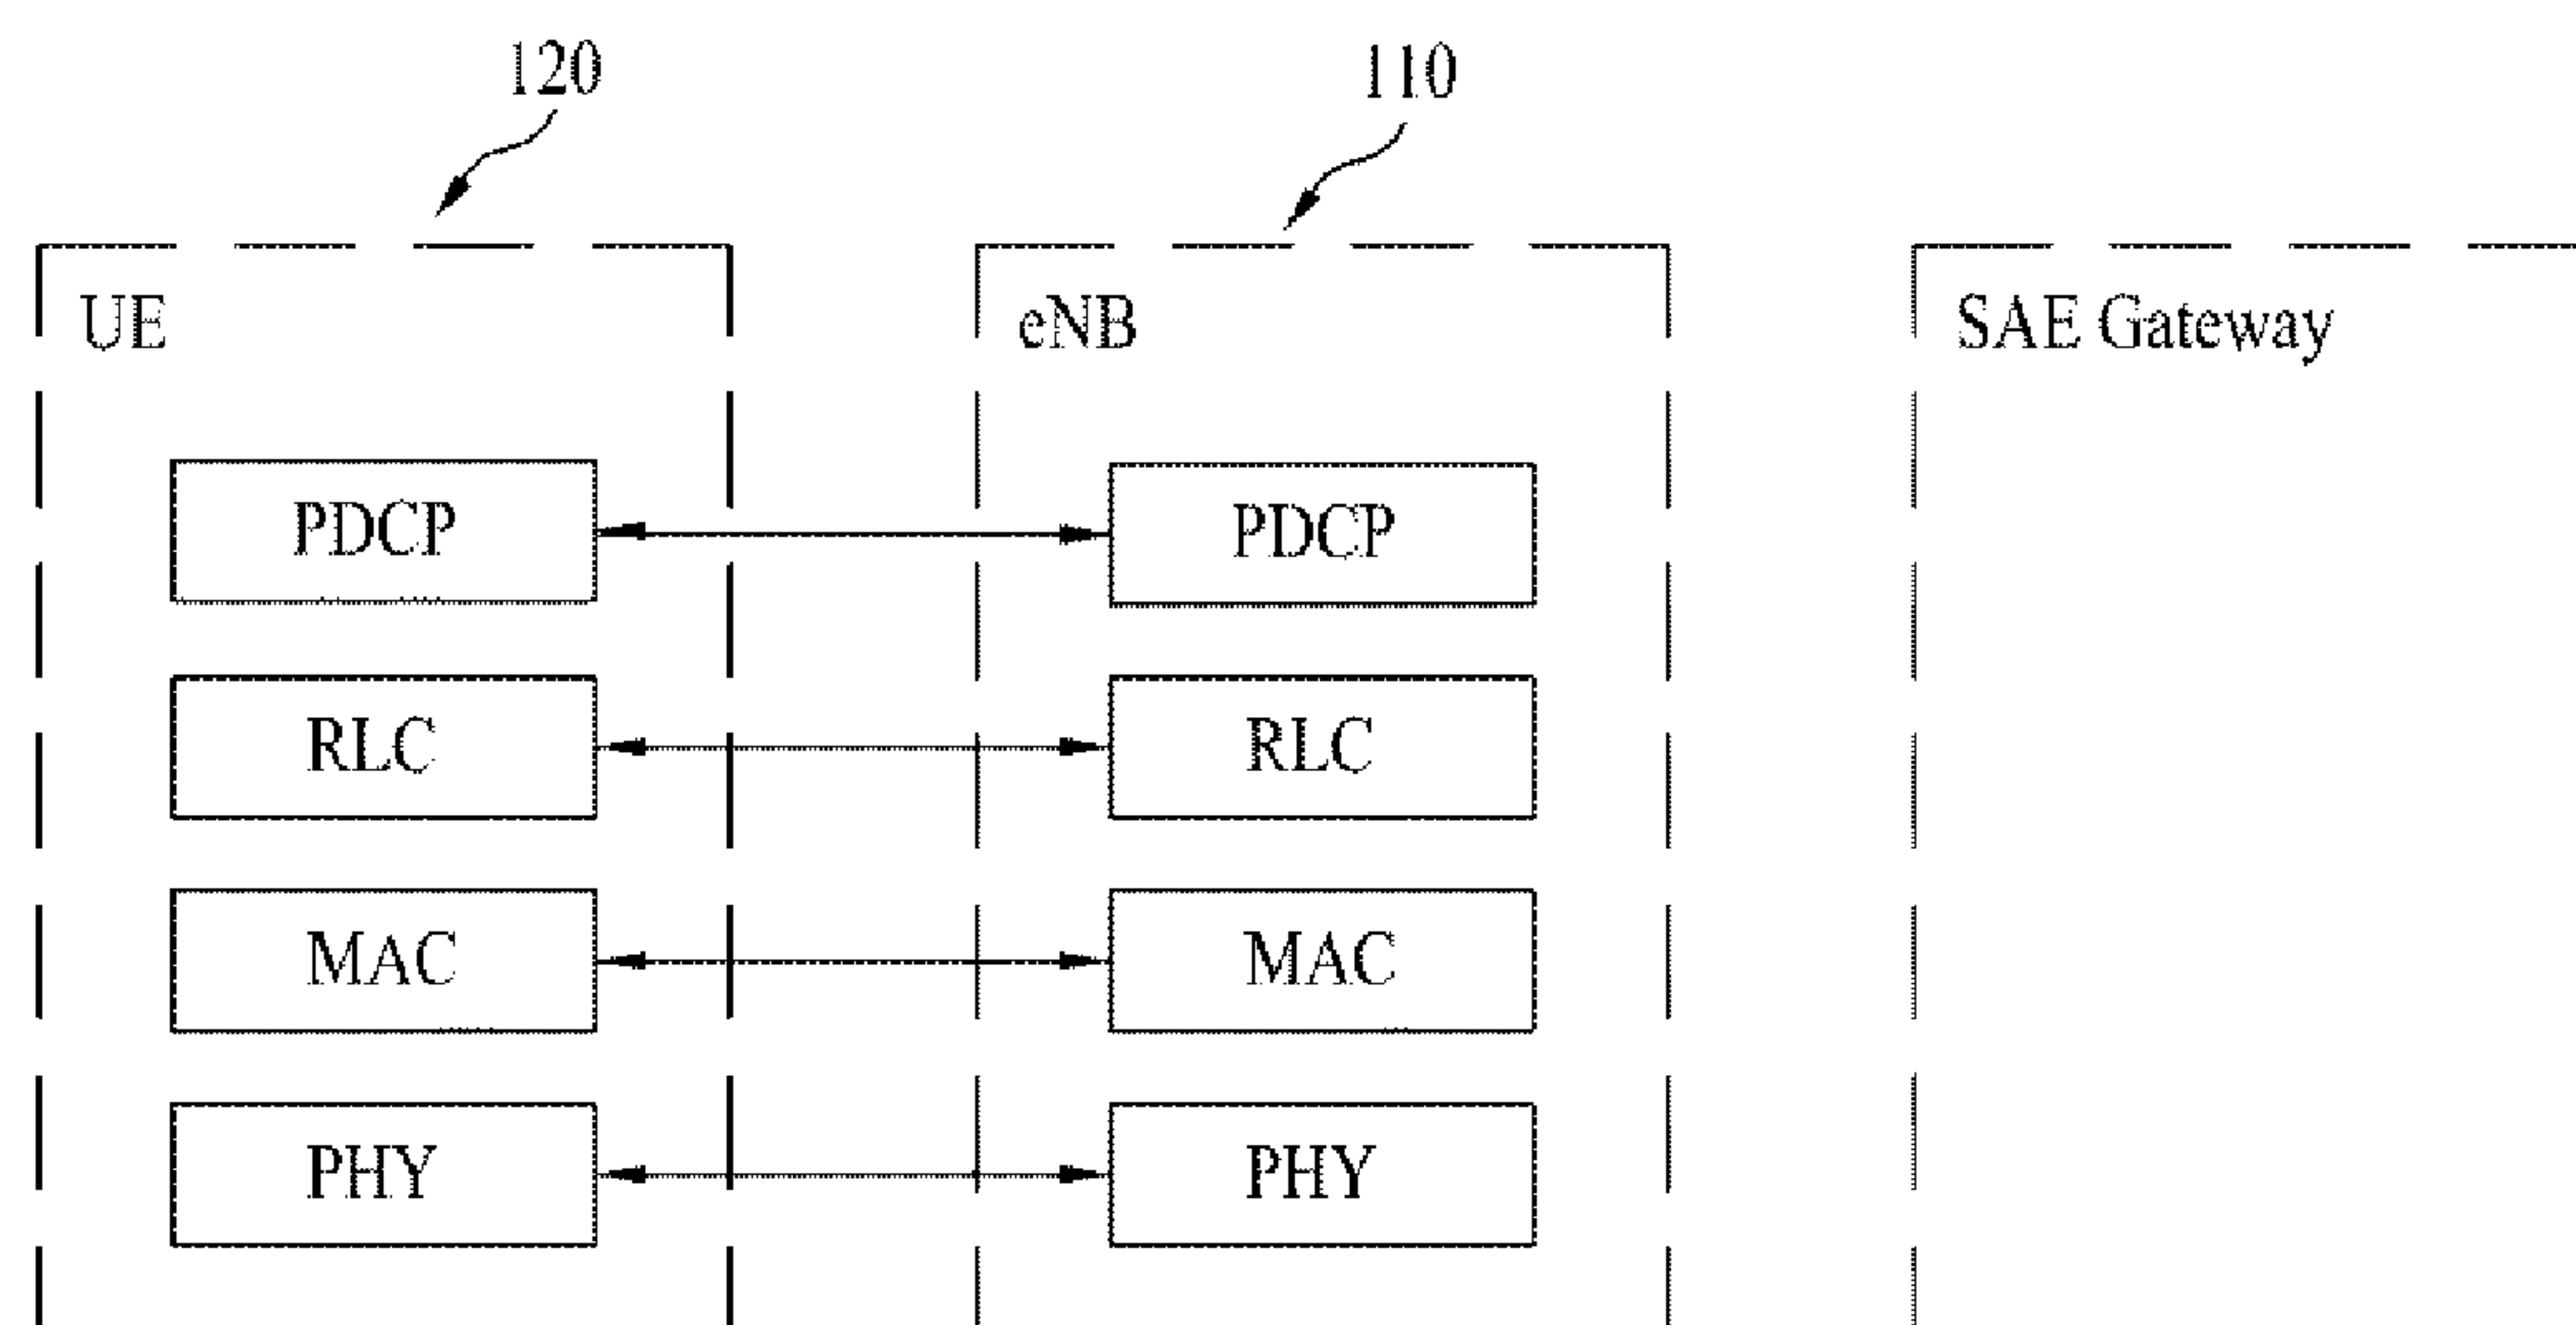 120 110
UE eNB SAE Gateway
PDCP PDCP
RLC RLC
MAC MAC
PHY PHY